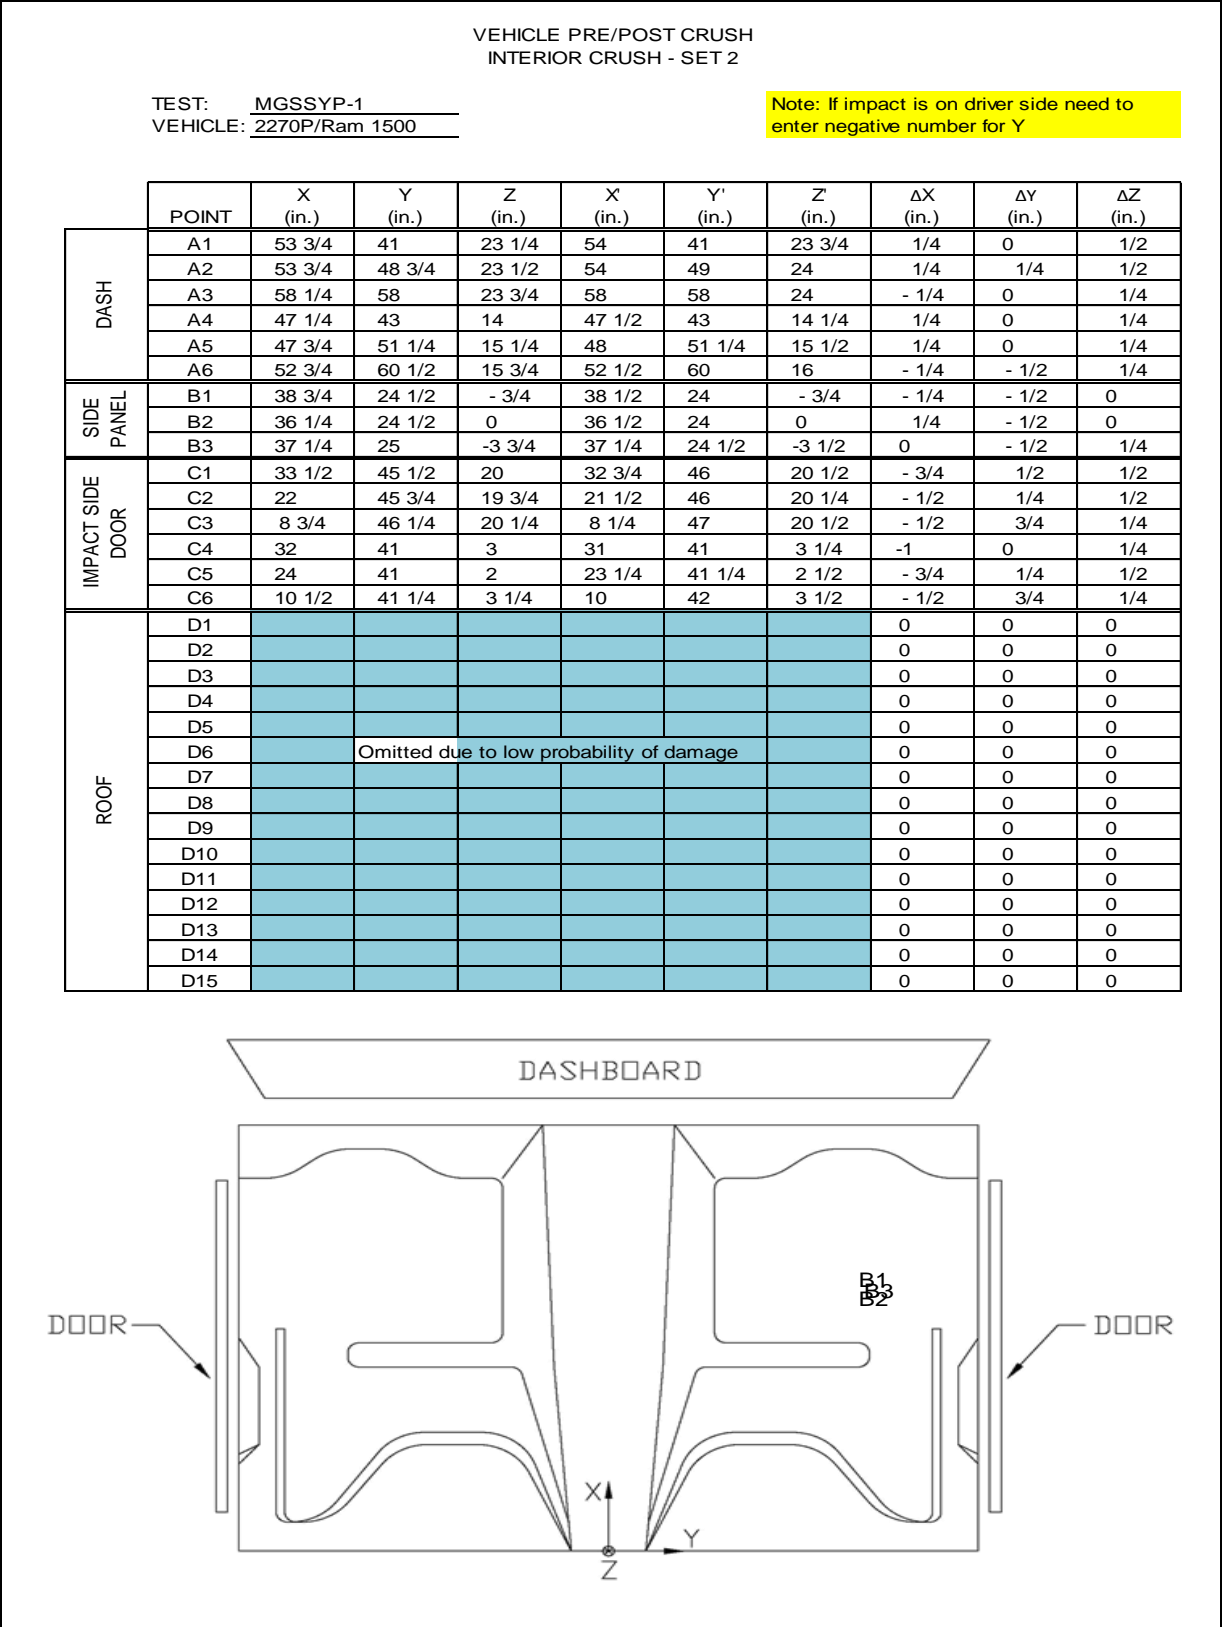 VEHICLE PRE/POST CRUSH
INTERIOR CRUSH - SET 2
TEST: MGSSYP-1
VEHICLE: 2270P/Ram 1500
Note: If impact is on driver side need to
enter negative number for Y
POINT X (in.) Y (in.) Z (in.) X' (in.) Y' (in.) Z' (in.) ΔX (in.) ΔY (in.) ΔZ (in.)
DASH
A1 53 3/4 41 23 1/4 54 41 23 3/4 1/4 0 1/2
A2 53 3/4 48 3/4 23 1/2 54 49 24 1/4 1/4 1/2
A3 58 1/4 58 23 3/4 58 58 24 - 1/4 0 1/4
A4 47 1/4 43 14 47 1/2 43 14 1/4 1/4 0 1/4
A5 47 3/4 51 1/4 15 1/4 48 51 1/4 15 1/2 1/4 0 1/4
A6 52 3/4 60 1/2 15 3/4 52 1/2 60 16 - 1/4 - 1/2 1/4
SIDE PANEL
B1 38 3/4 24 1/2 - 3/4 38 1/2 24 - 3/4 - 1/4 - 1/2 0
B2 36 1/4 24 1/2 0 36 1/2 24 0 1/4 - 1/2 0
B3 37 1/4 25 -3 3/4 37 1/4 24 1/2 -3 1/2 0 - 1/2 1/4
IMPACT SIDE DOOR
C1 33 1/2 45 1/2 20 32 3/4 46 20 1/2 - 3/4 1/2 1/2
C2 22 45 3/4 19 3/4 21 1/2 46 20 1/4 - 1/2 1/4 1/2
C3 8 3/4 46 1/4 20 1/4 8 1/4 47 20 1/2 - 1/2 3/4 1/4
C4 32 41 3 31 41 3 1/4 -1 0 1/4
C5 24 41 2 23 1/4 41 1/4 2 1/2 - 3/4 1/4 1/2
C6 10 1/2 41 1/4 3 1/4 10 42 3 1/2 - 1/2 3/4 1/4
ROOF
D1 0 0 0
D2 0 0 0
D3 0 0 0
D4 0 0 0
D5 0 0 0
D6 Omitted due to low probability of damage 0 0 0
D7 0 0 0
D8 0 0 0
D9 0 0 0
D10 0 0 0
D11 0 0 0
D12 0 0 0
D13 0 0 0
D14 0 0 0
D15 0 0 0
DASHBOARD
B1
B3
B2
DOOR
DOOR
X
Y
Z